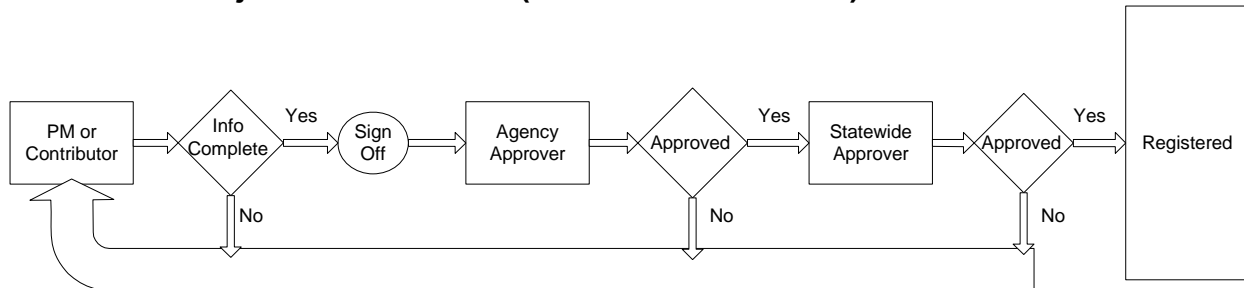 PM or
Contributor
Info
Complete
Yes
No
Sign
Off
Agency
Approver
Approved
Yes
No
Statewide
Approver
Approved
Yes
No
Registered